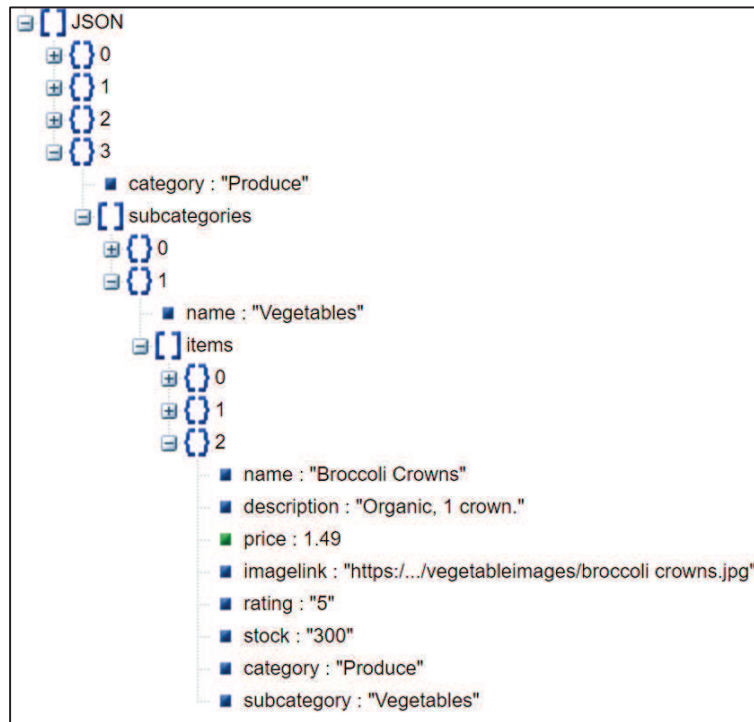 JSON
0
1
2
3
category : "Produce"
subcategories
0
1
name : "Vegetables"
items
0
1
2
name : "Broccoli Crowns"
description : "Organic, 1 crown."
price : 1.49
imagelink : "https:/.../vegetableimages/broccoli crowns.jpg"
rating : "5"
stock : "300"
category : "Produce"
subcategory : "Vegetables"